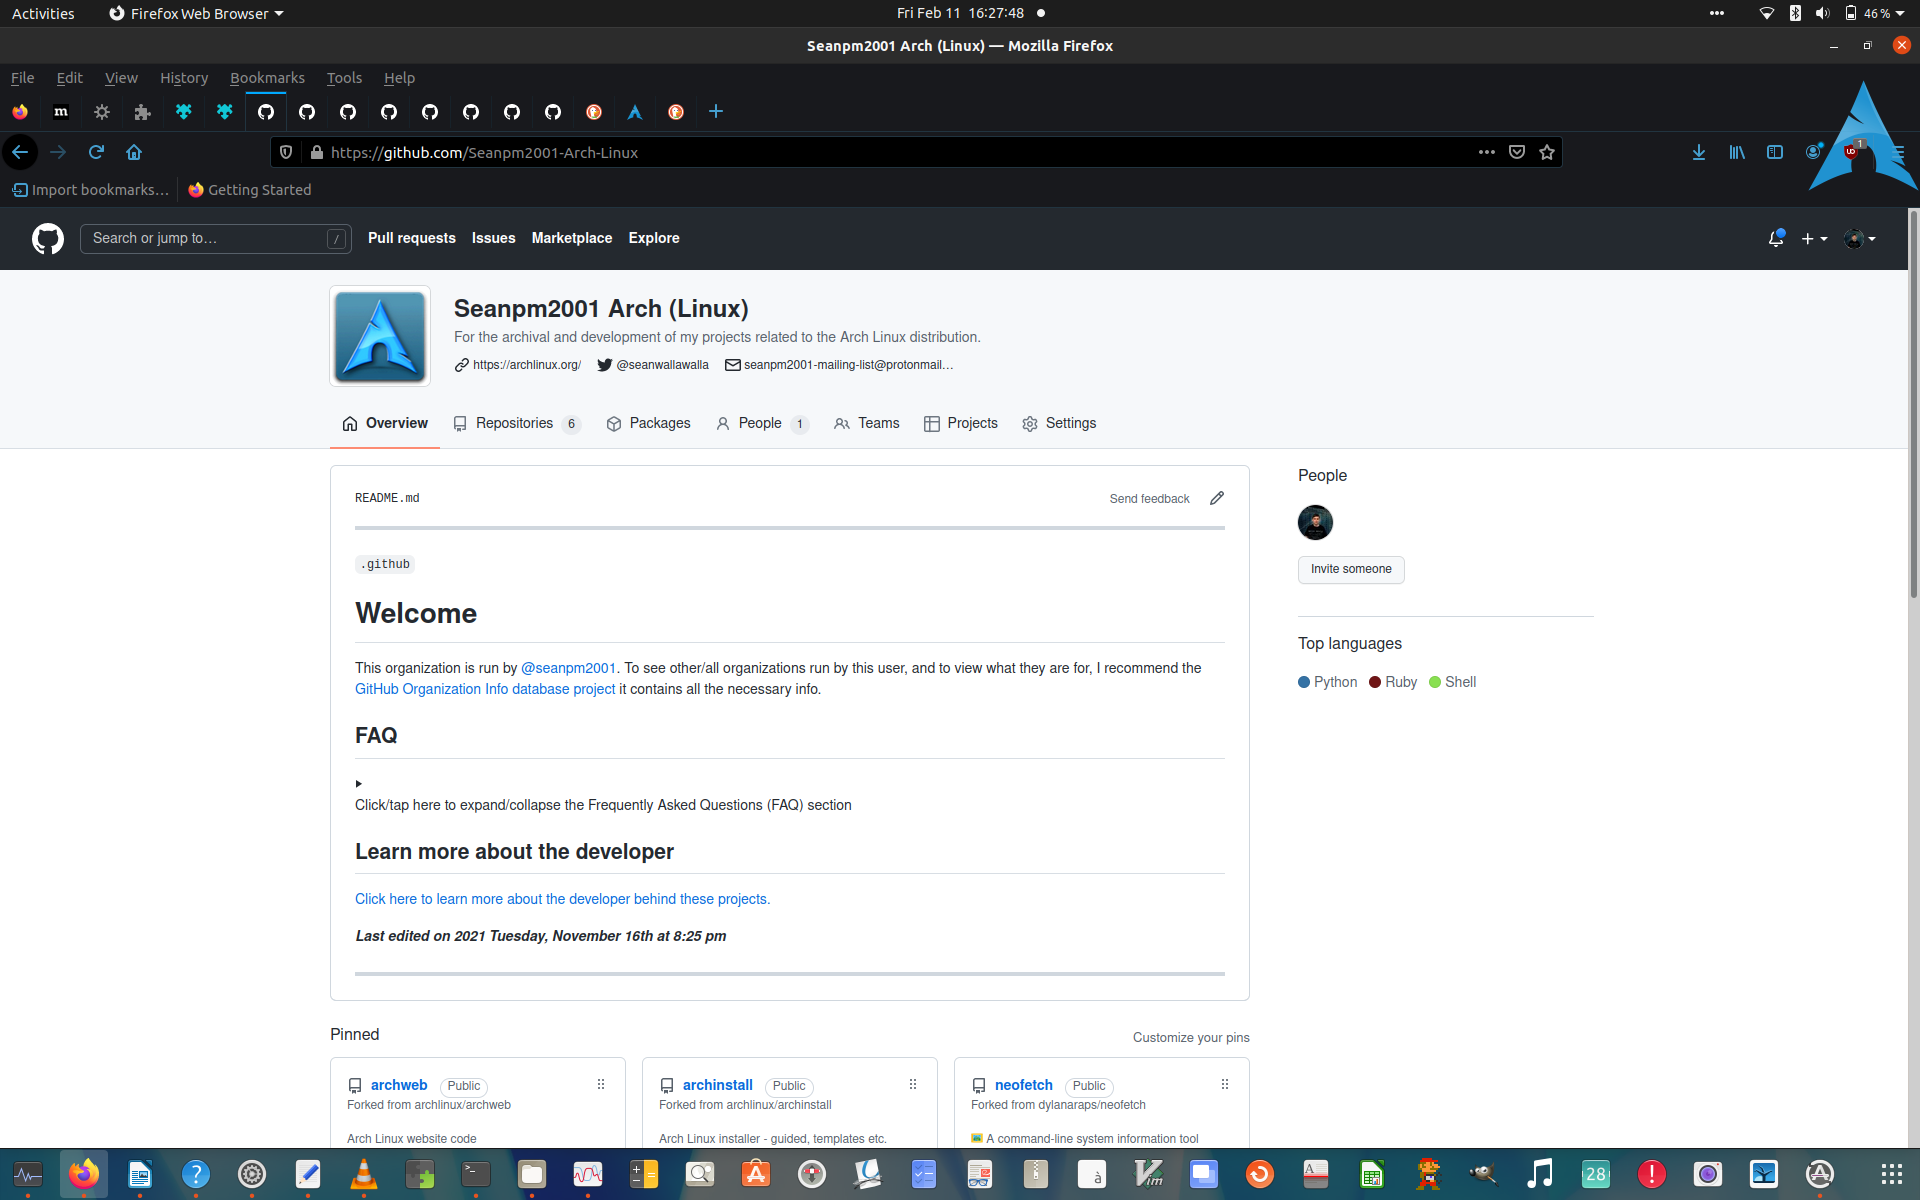 Activities Firefox Web Browser Fri Feb 11 16:27:48 46 %
Seanpm2001 Arch (Linux) — Mozilla Firefox
File Edit View History Bookmarks Tools Help
m
https://github.com/Seanpm2001-Arch-Linux 1
Import bookmarks… Getting Started
Search or jump to… / Pull requests Issues Marketplace Explore
Seanpm2001 Arch (Linux)
For the archival and development of my projects related to the Arch Linux distribution.
https://archlinux.org/ @seanwallawalla seanpm2001-mailing-list@protonmail…
Overview Repositories 6 Packages People 1 Teams Projects Settings
README.md Send feedback
.github
Welcome
This organization is run by @seanpm2001. To see other/all organizations run by this user, and to view what they are for, I recommend the
GitHub Organization Info database project it contains all the necessary info.
FAQ
Click/tap here to expand/collapse the Frequently Asked Questions (FAQ) section
Learn more about the developer
Click here to learn more about the developer behind these projects.
Last edited on 2021 Tuesday, November 16th at 8:25 pm
People
Invite someone
Top languages
Python Ruby Shell
Pinned Customize your pins
archweb Public
Forked from archlinux/archweb
Arch Linux website code
archinstall Public
Forked from archlinux/archinstall
Arch Linux installer - guided, templates etc.
neofetch Public
Forked from dylanaraps/neofetch
A command-line system information tool
28